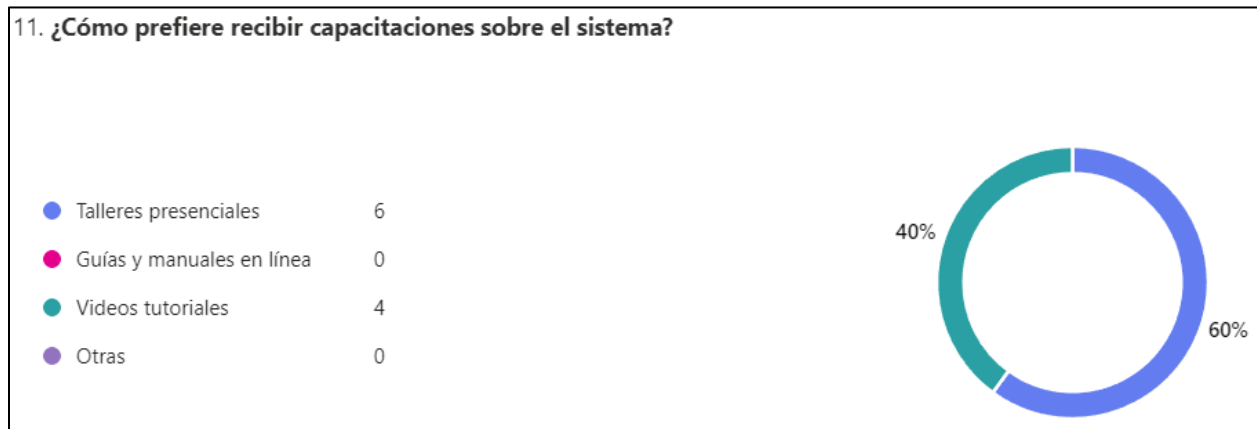 11. ¿Cómo prefiere recibir capacitaciones sobre el sistema?
Talleres presenciales 6
Guías y manuales en línea 0
Videos tutoriales 4
Otras 0
40%
60%